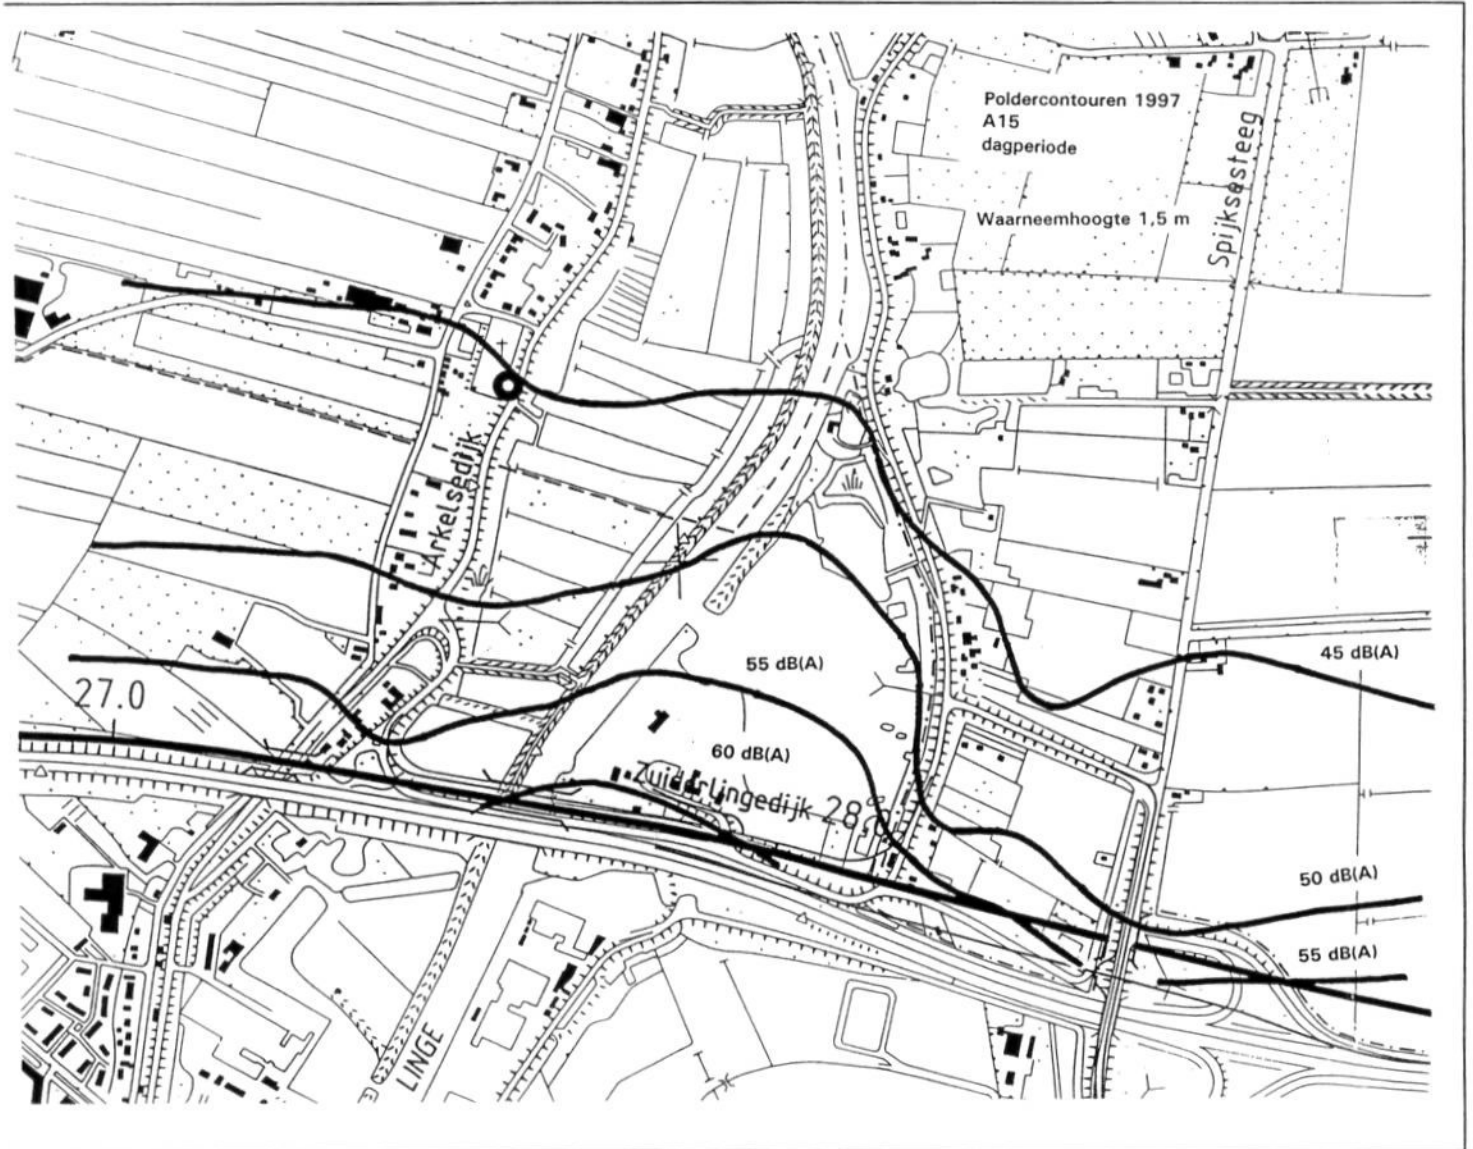 Poldercontouren 1997
A15
dagperiode
Waarneemhoogte 1,5 m
Spijksesteeg
Arkelsedijk
45 dB(A)
55 dB(A)
27.0
60 dB(A)
Zuiderlingedijk
50 dB(A)
55 dB(A)
LINGE